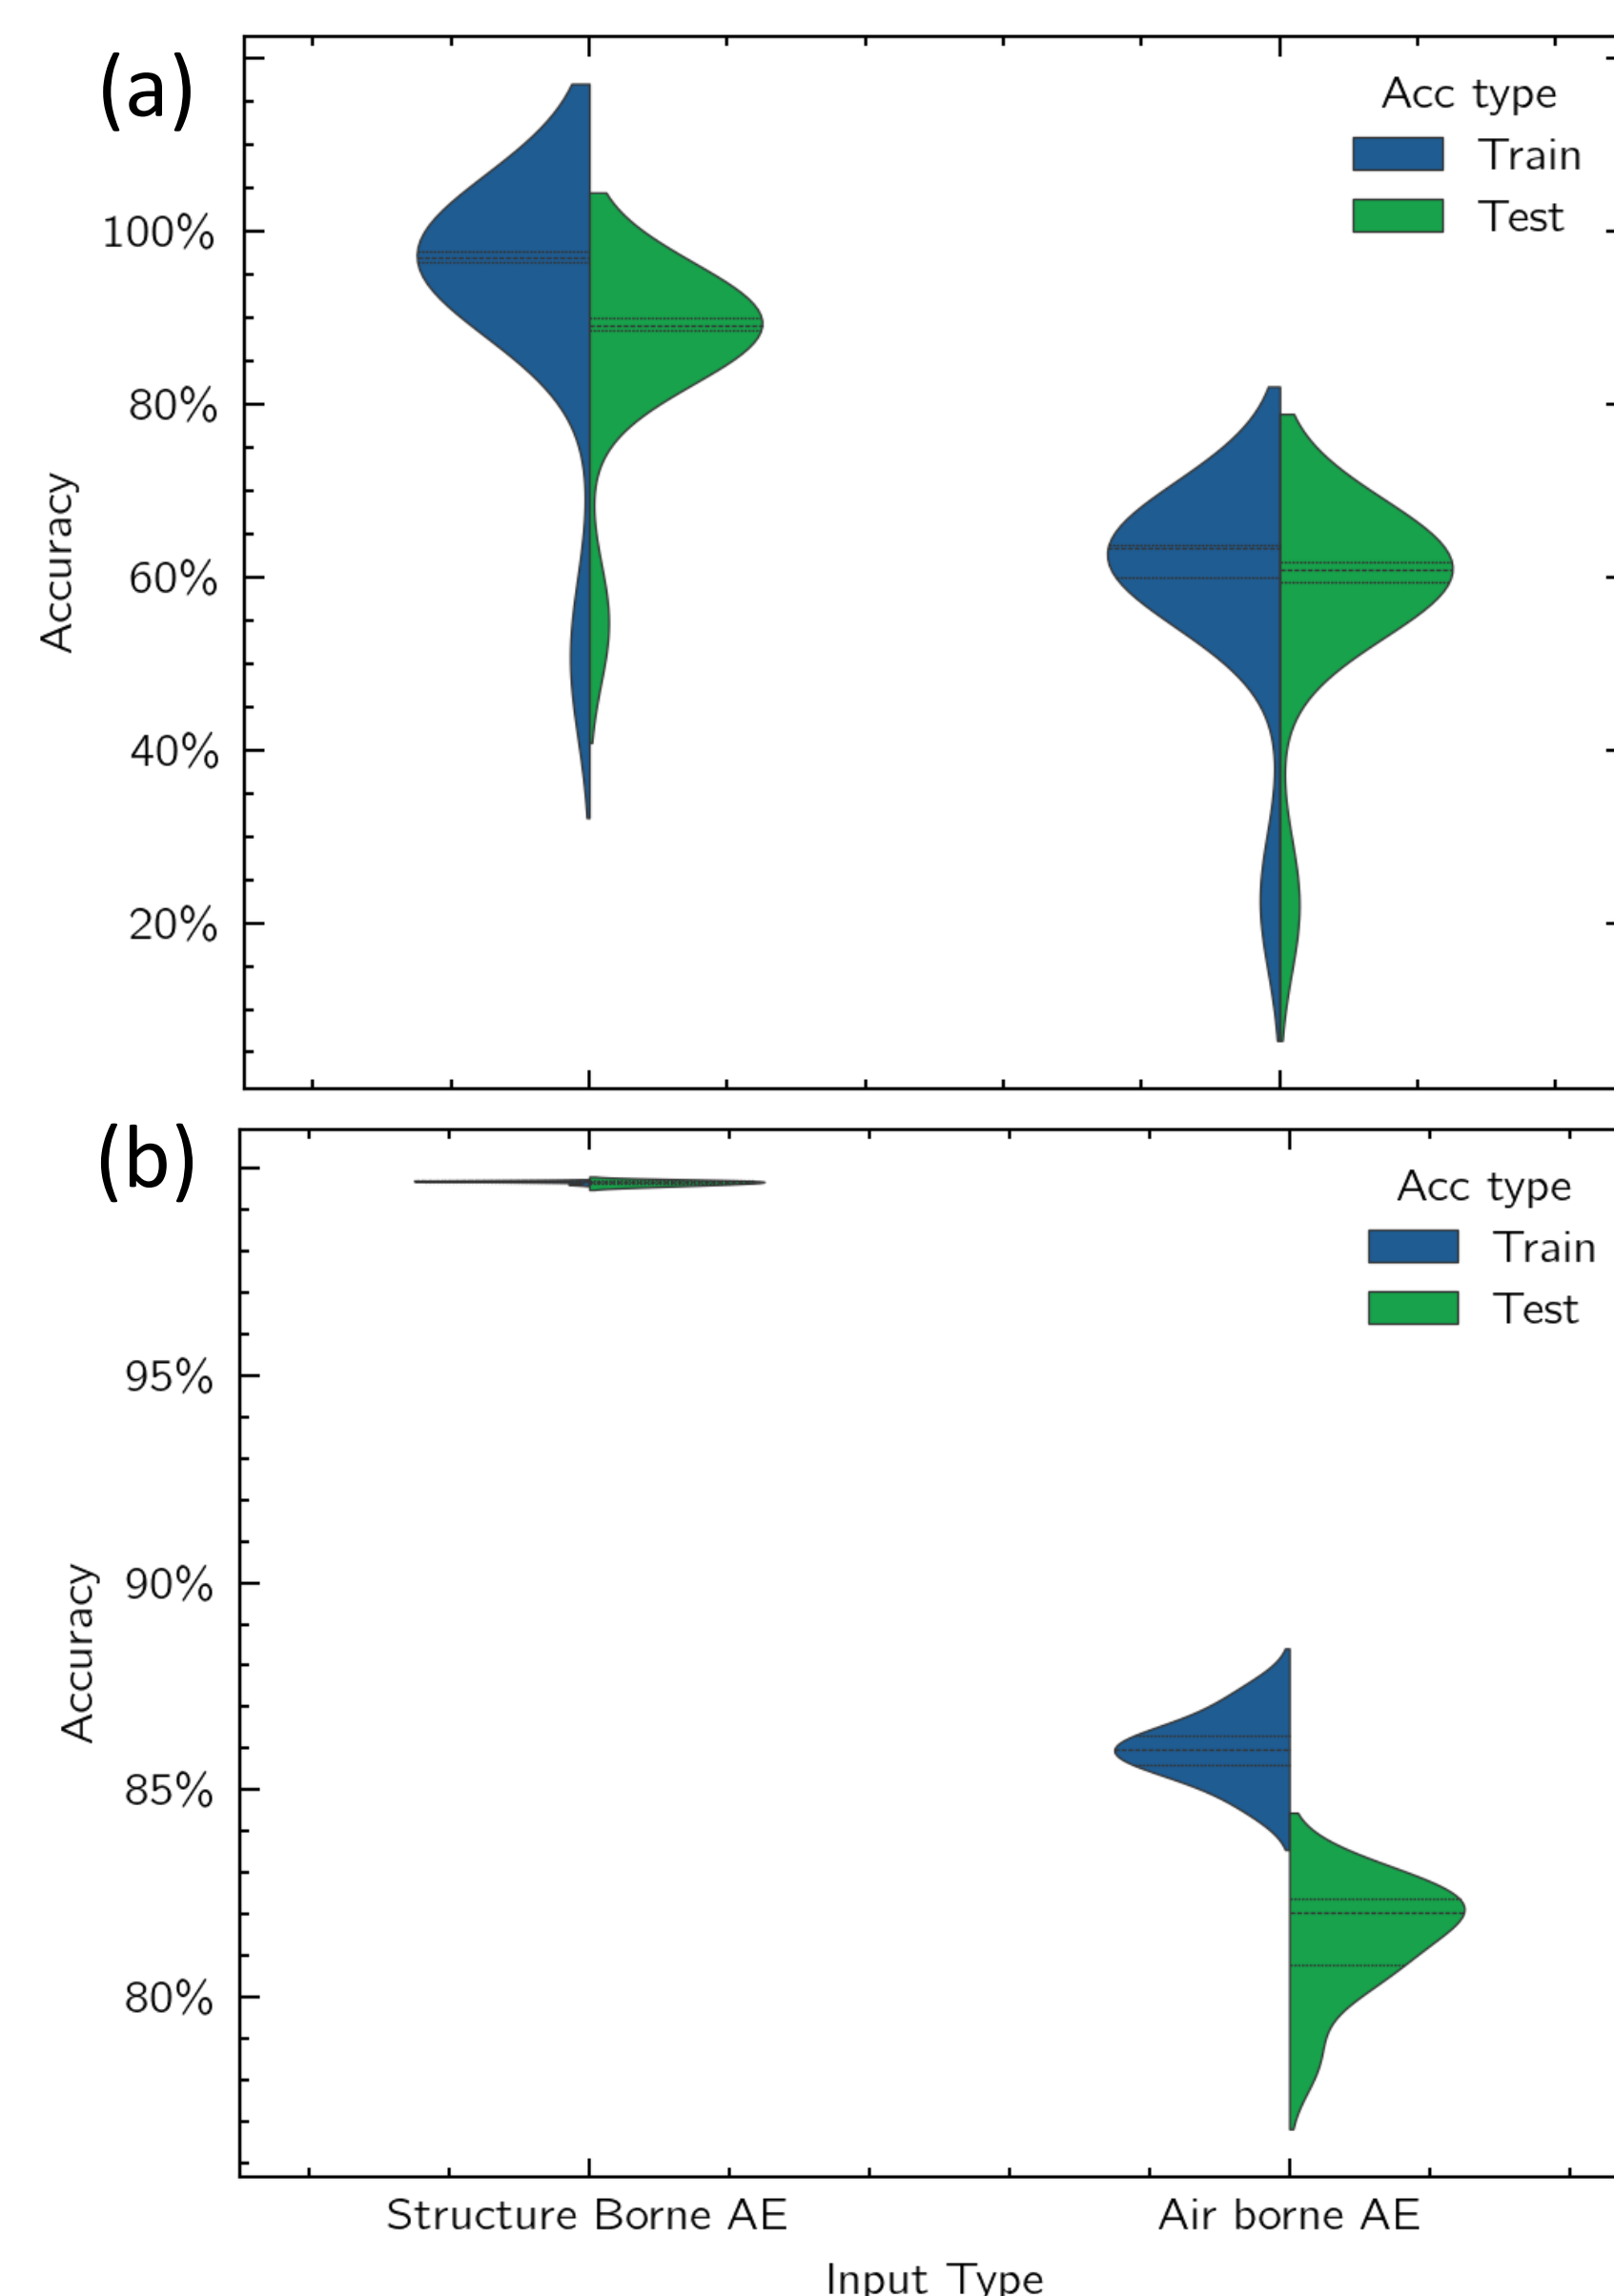 (a)
Acc type
Train
Test
100%
80%
60%
40%
20%
Accuracy
(b)
Acc type
Train
Test
95%
90%
85%
80%
Accuracy
Structure Borne AE
Air borne AE
Input Type